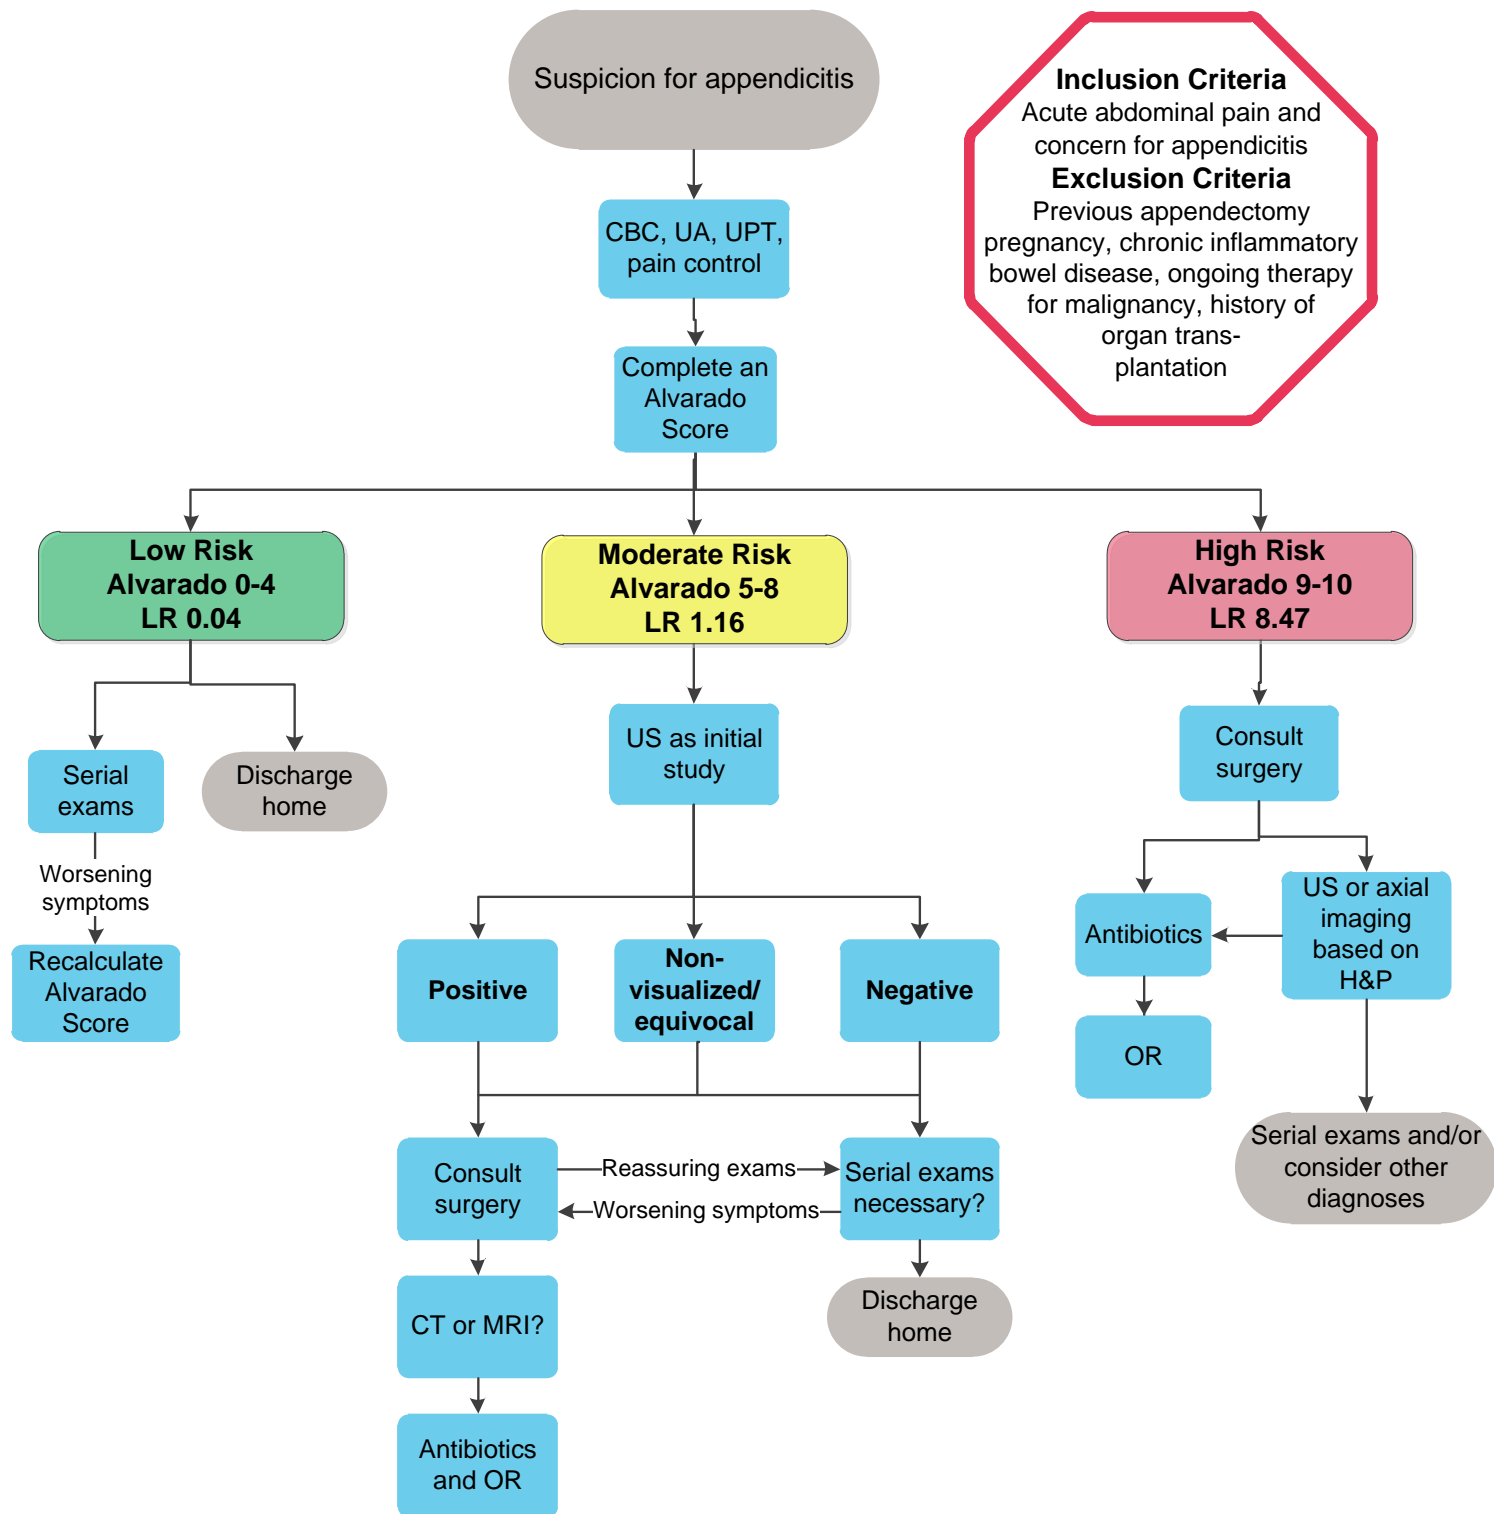 Suspicion for appendicitis
Inclusion Criteria
Acute abdominal pain and
concern for appendicitis
Exclusion Criteria
Previous appendectomy
pregnancy, chronic inflammatory
bowel disease, ongoing therapy
for malignancy, history of
organ trans-
plantation
CBC, UA, UPT,
pain control
Complete an
Alvarado
Score
Low Risk
Alvarado 0-4
LR 0.04
Moderate Risk
Alvarado 5-8
LR 1.16
High Risk
Alvarado 9-10
LR 8.47
Serial
exams
Discharge
home
Worsening
symptoms
Recalculate
Alvarado
Score
US as initial
study
Positive
Non-
visualized/
equivocal
Negative
Consult
surgery
Reassuring exams
Worsening symptoms
Serial exams
necessary?
CT or MRI?
Discharge
home
Antibiotics
and OR
Consult
surgery
Antibiotics
US or axial
imaging
based on
H&P
OR
Serial exams and/or
consider other
diagnoses